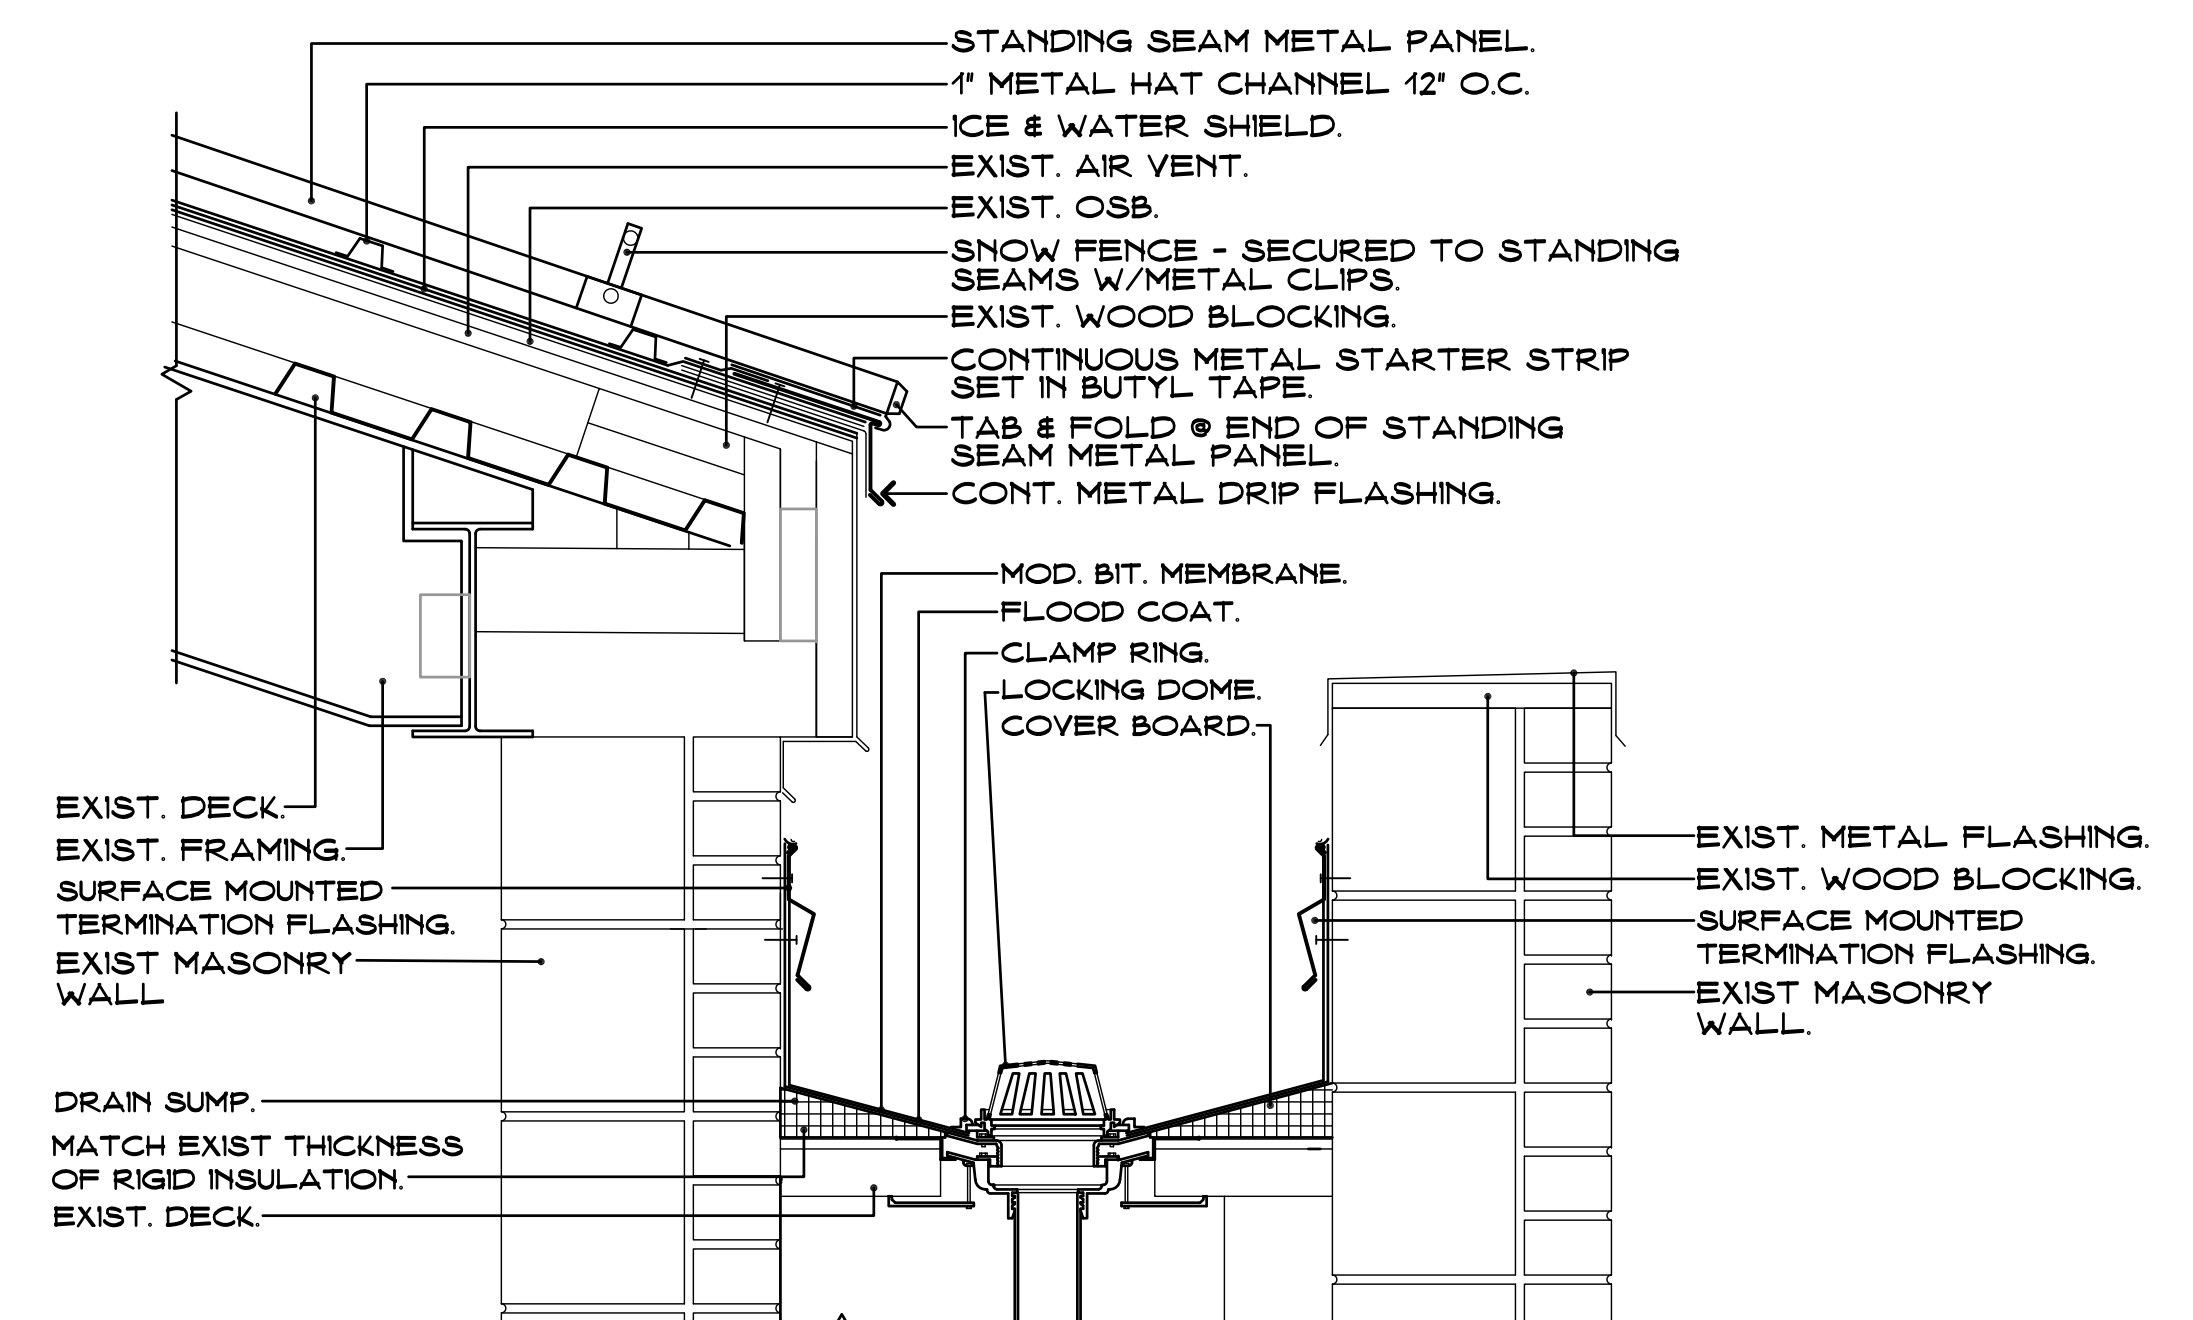 STANDING SEAM METAL PANEL.
1" METAL HAT CHANNEL 12" O.C.
ICE & WATER SHIELD.
EXIST. AIR VENT.
EXIST. OSB.
SNOW FENCE - SECURED TO STANDING
SEAMS W/METAL CLIPS.
EXIST. WOOD BLOCKING.
CONTINUOUS METAL STARTER STRIP
SET IN BUTYL TAPE.
TAB & FOLD @ END OF STANDING
SEAM METAL PANEL.
CONT. METAL DRIP FLASHING.
MOD. BIT. MEMBRANE.
FLOOD COAT.
CLAMP RING.
LOCKING DOME.
COVER BOARD.
EXIST. DECK.
EXIST. FRAMING.
SURFACE MOUNTED
TERMINATION FLASHING.
EXIST MASONRY
WALL
DRAIN SUMP.
MATCH EXIST THICKNESS
OF RIGID INSULATION.
EXIST. DECK.
EXIST. METAL FLASHING.
EXIST. WOOD BLOCKING.
SURFACE MOUNTED
TERMINATION FLASHING.
EXIST MASONRY
WALL.